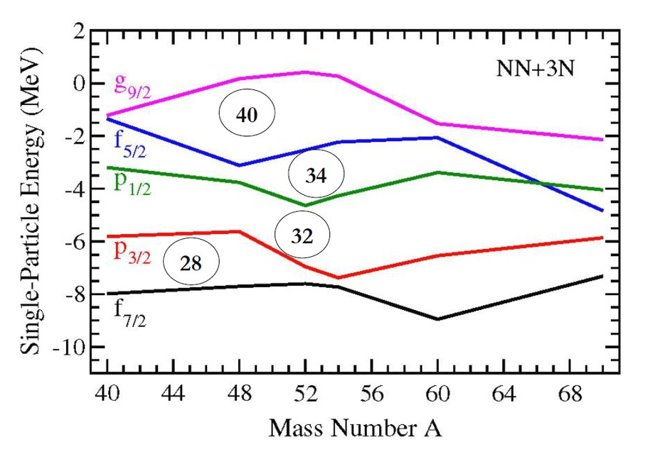 2
0
-2
-4
-6
-8
-10
Single-Particle Energy (MeV)
NN+3N
g9/2
40
f5/2
34
p1/2
32
p3/2
28
f7/2
40 44 48 52 56 60 64 68
Mass Number A